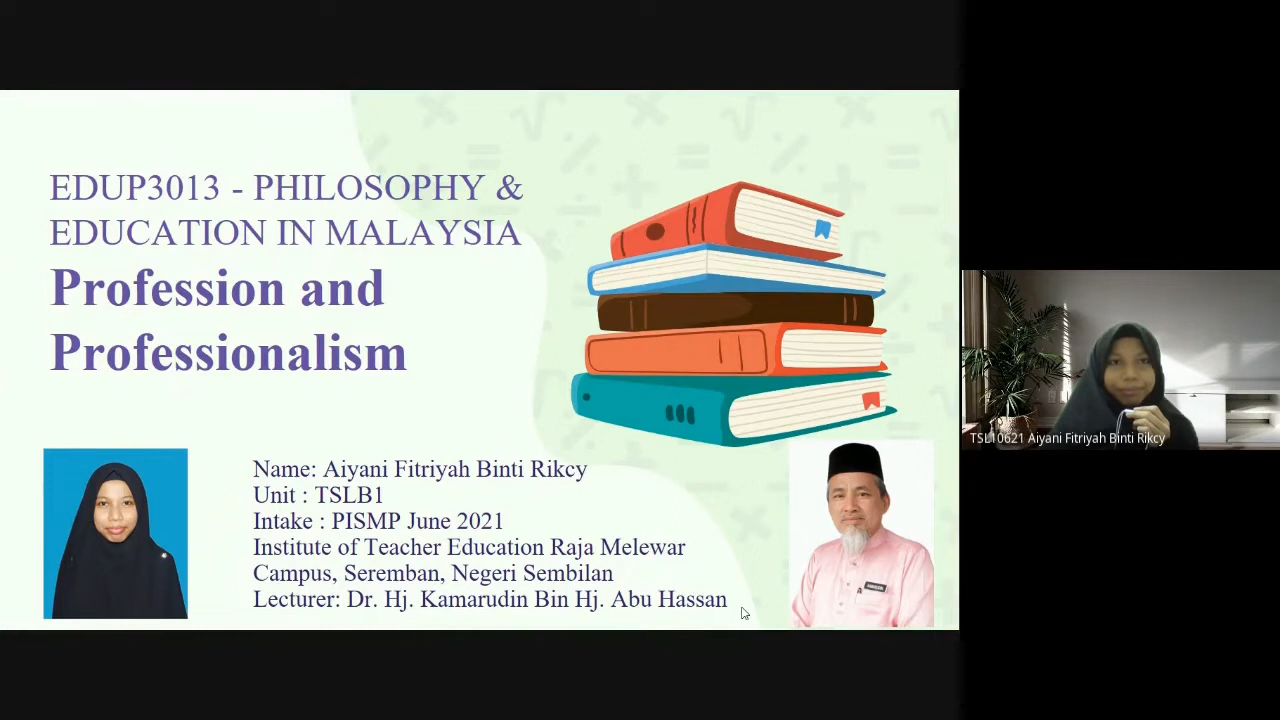 EDUP3013 - PHILOSOPHY &
EDUCATION IN MALAYSIA
Profession and
Professionalism
Name: Aiyani Fitriyah Binti Rikcy
Unit : TSLB1
Intake : PISMP June 2021
Institute of Teacher Education Raja Melewar
Campus, Seremban, Negeri Sembilan
Lecturer: Dr. Hj. Kamarudin Bin Hj. Abu Hassan
TSL10621 Aiyani Fitriyah Binti Rikcy